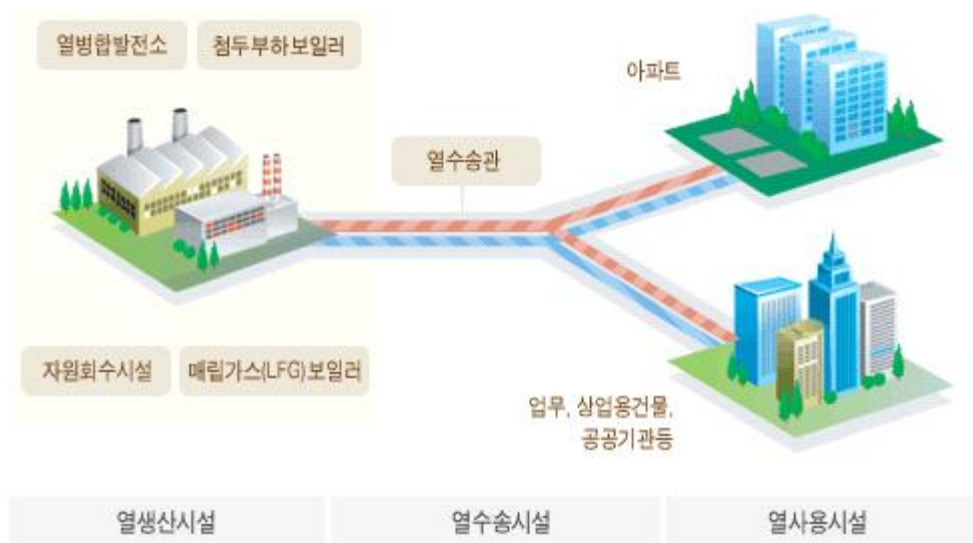 열병합발전소
첨두부하보일러
아파트
열수송관
자원회수시설
매립가스(LFG)보일러
업무, 상업용건물,
공공기관등
열생산시설
열수송시설
열사용시설